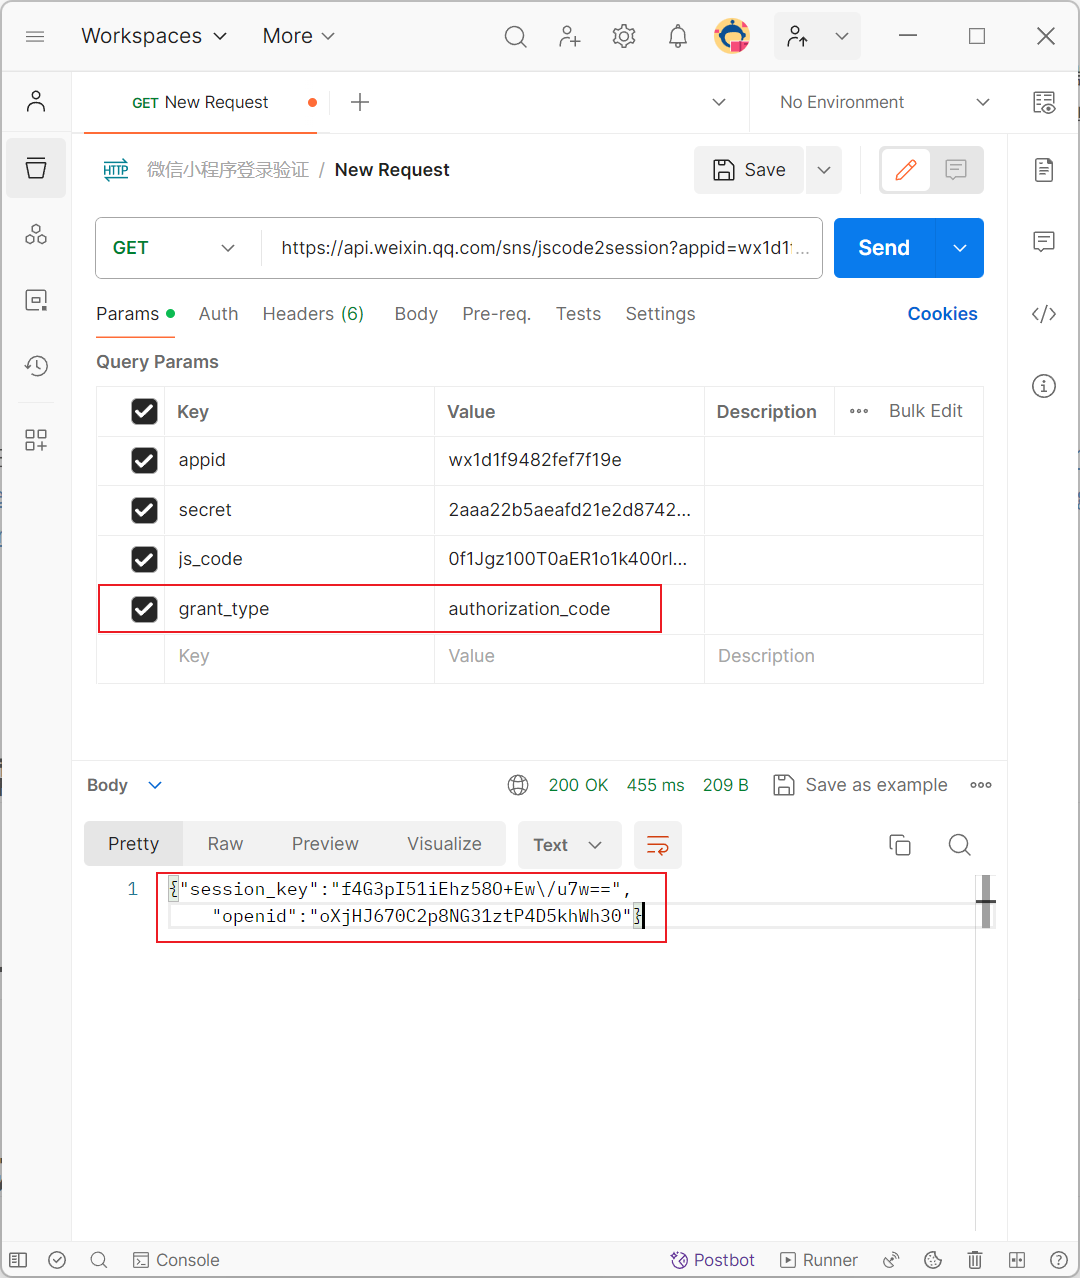 Workspaces More
GET New Request No Environment
HTTP 微信小程序登录验证 / New Request Save
GET https://api.weixin.qq.com/sns/jscode2session?appid=wx1d1... Send
Params Auth Headers (6) Body Pre-req. Tests Settings Cookies
Query Params
Key Value Description Bulk Edit
appid wx1d1f9482fef7f19e
secret 2aaa22b5aeafd21e2d8742...
js_code 0f1Jgz100T0aER1o1k400rl...
grant_type authorization_code
Key Value Description
Body 200 OK 455 ms 209 B Save as example
Pretty Raw Preview Visualize Text
1 {"session_key":"f4G3pI51iEhz58O+Ew\/u7w==",
"openid":"oXjHJ670C2p8NG31ztP4D5khWh30"}
Console Postbot Runner